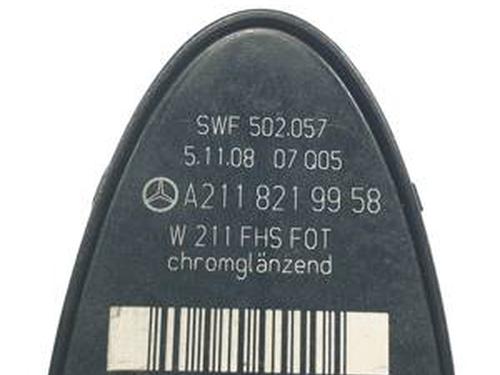 SWF 502.057
5.11.08 07 Q05
A211 821 99 58
W 211 FHS FOT
chromglänzend